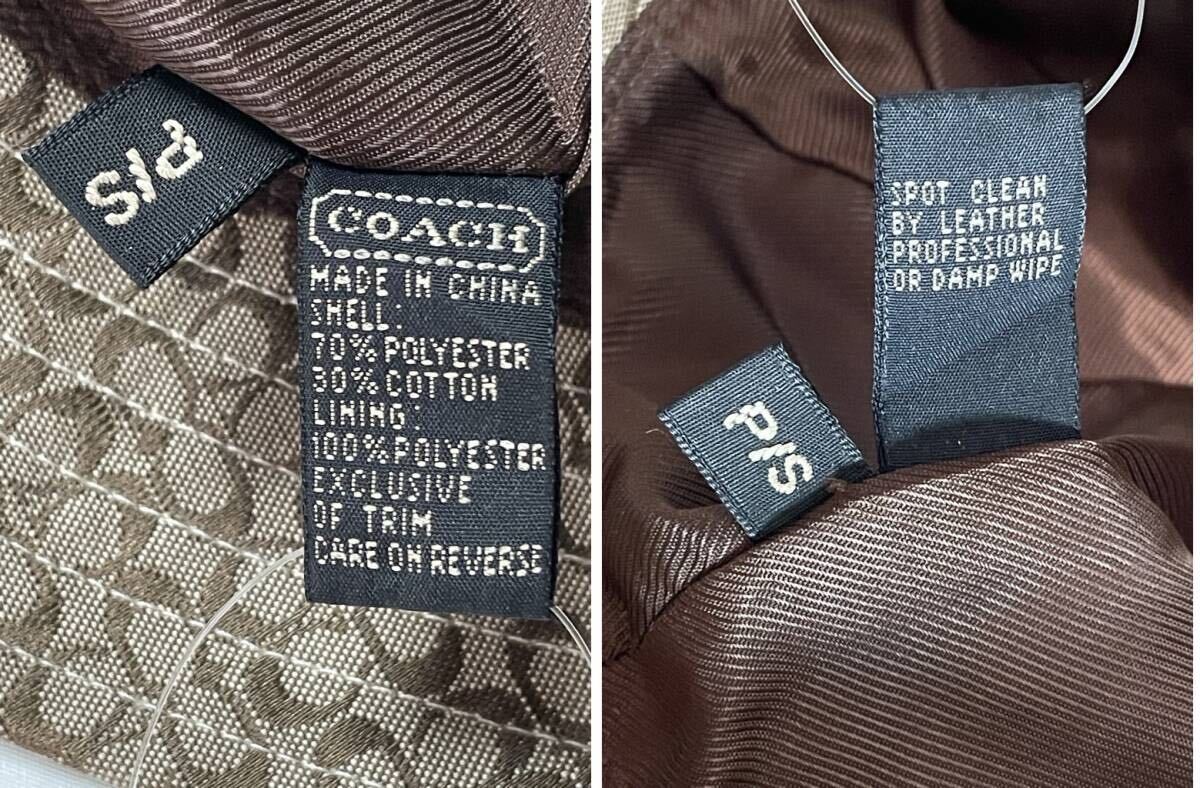 P/S
COACH
MADE IN CHINA
SHELL:
70% POLYESTER
30% COTTON
LINING:
100% POLYESTER
EXCLUSIVE
OF TRIM
CARE ON REVERSE
SPOT CLEAN
BY LEATHER
PROFESSIONAL
OR DAMP WIPE
P/S